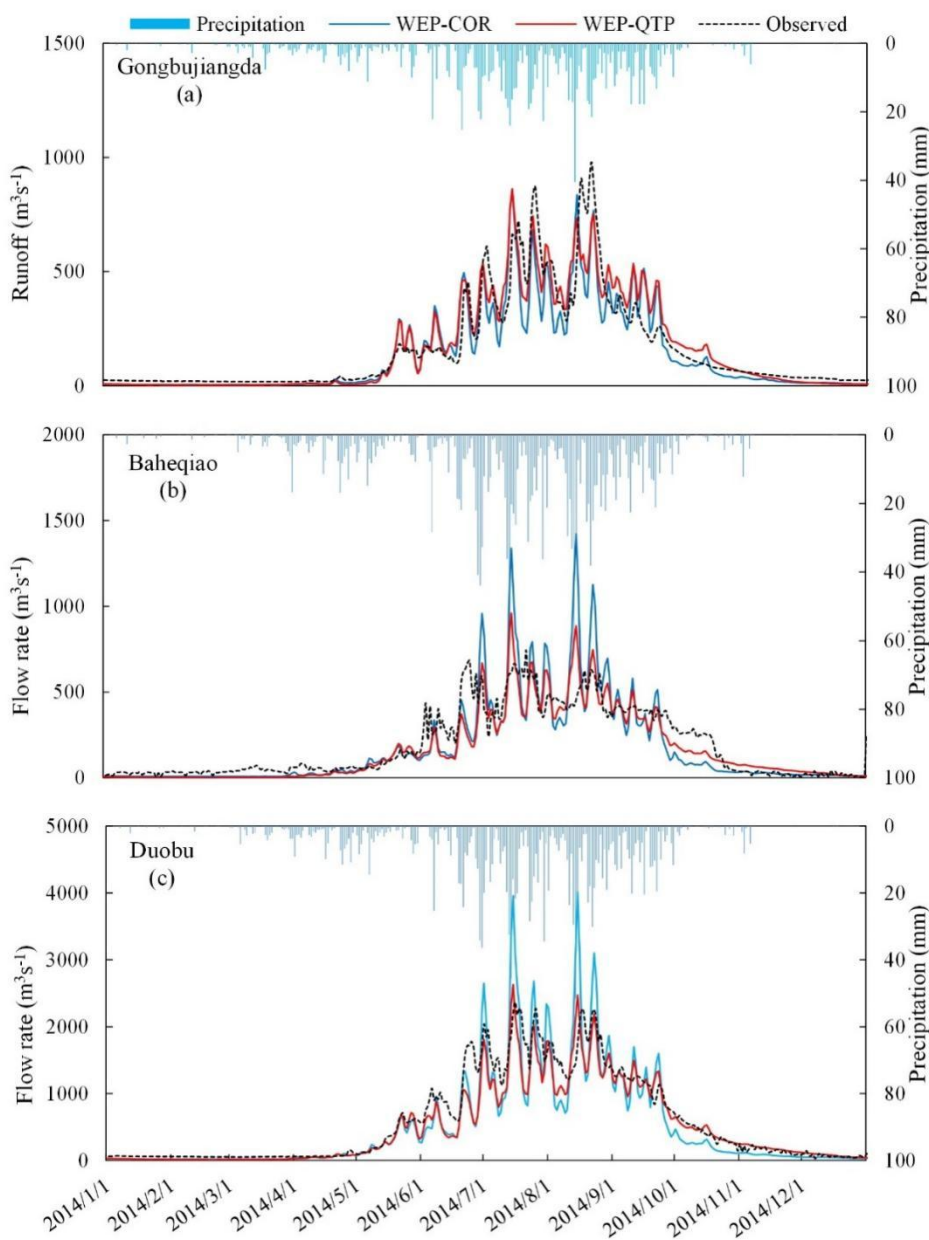 Precipitation WEP-COR WEP-QTP Observed
1500 0
Gongbujiangda
(a)
20
1000
40
Runoff (m³s⁻¹)
Precipitation (mm)
60
500
80
0 100
2000 0
Baheqiao
(b)
20
1500
40
Flow rate (m³s⁻¹)
1000
Precipitation (mm)
60
500
80
0 100
5000 0
Duobu
(c)
4000 20
3000 40
Flow rate (m³s⁻¹)
Precipitation (mm)
2000 60
1000 80
0 100
2014/1/1 2014/2/1 2014/3/1 2014/4/1 2014/5/1 2014/6/1 2014/7/1 2014/8/1 2014/9/1 2014/10/1 2014/11/1 2014/12/1